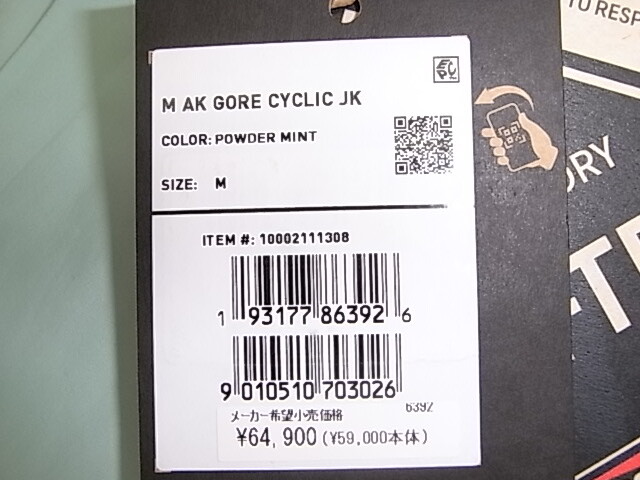 TO RESP
M AK GORE CYCLIC JK
COLOR: POWDER MINT
SIZE: M
ORY
ITEM #: 10002111308
1 93177 86392 6
9 010510 703026
6392
メーカー希望小売価格
¥64,900 (¥59,000本体)